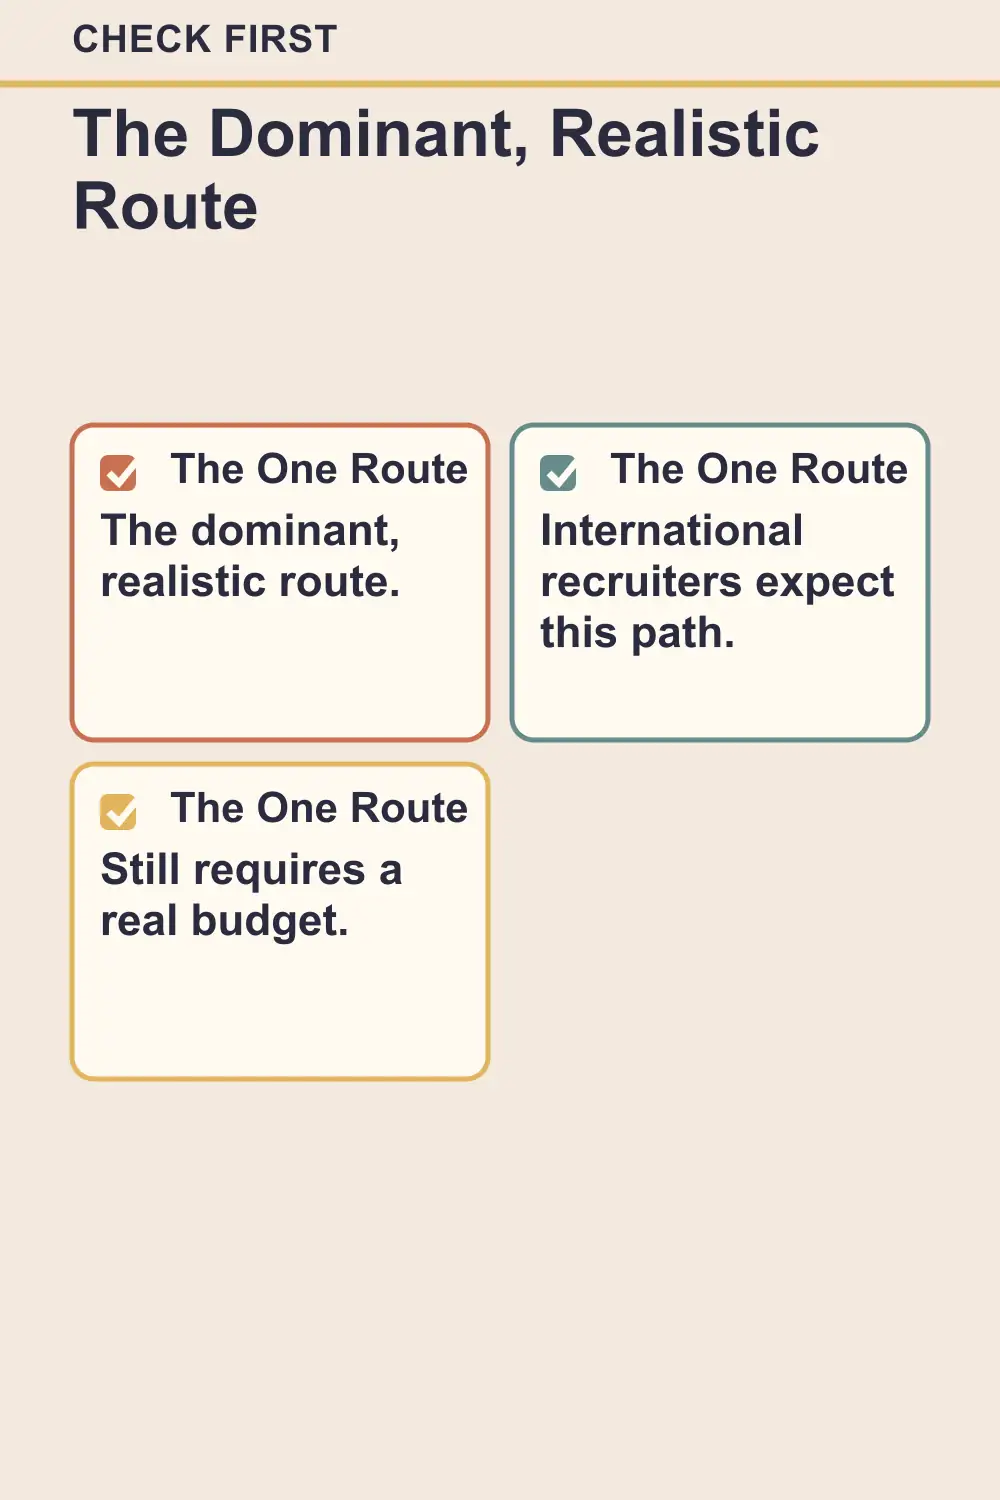 CHECK FIRST
The Dominant, Realistic
Route
The One Route
The dominant,
realistic route.
The One Route
International
recruiters expect
this path.
The One Route
Still requires a
real budget.